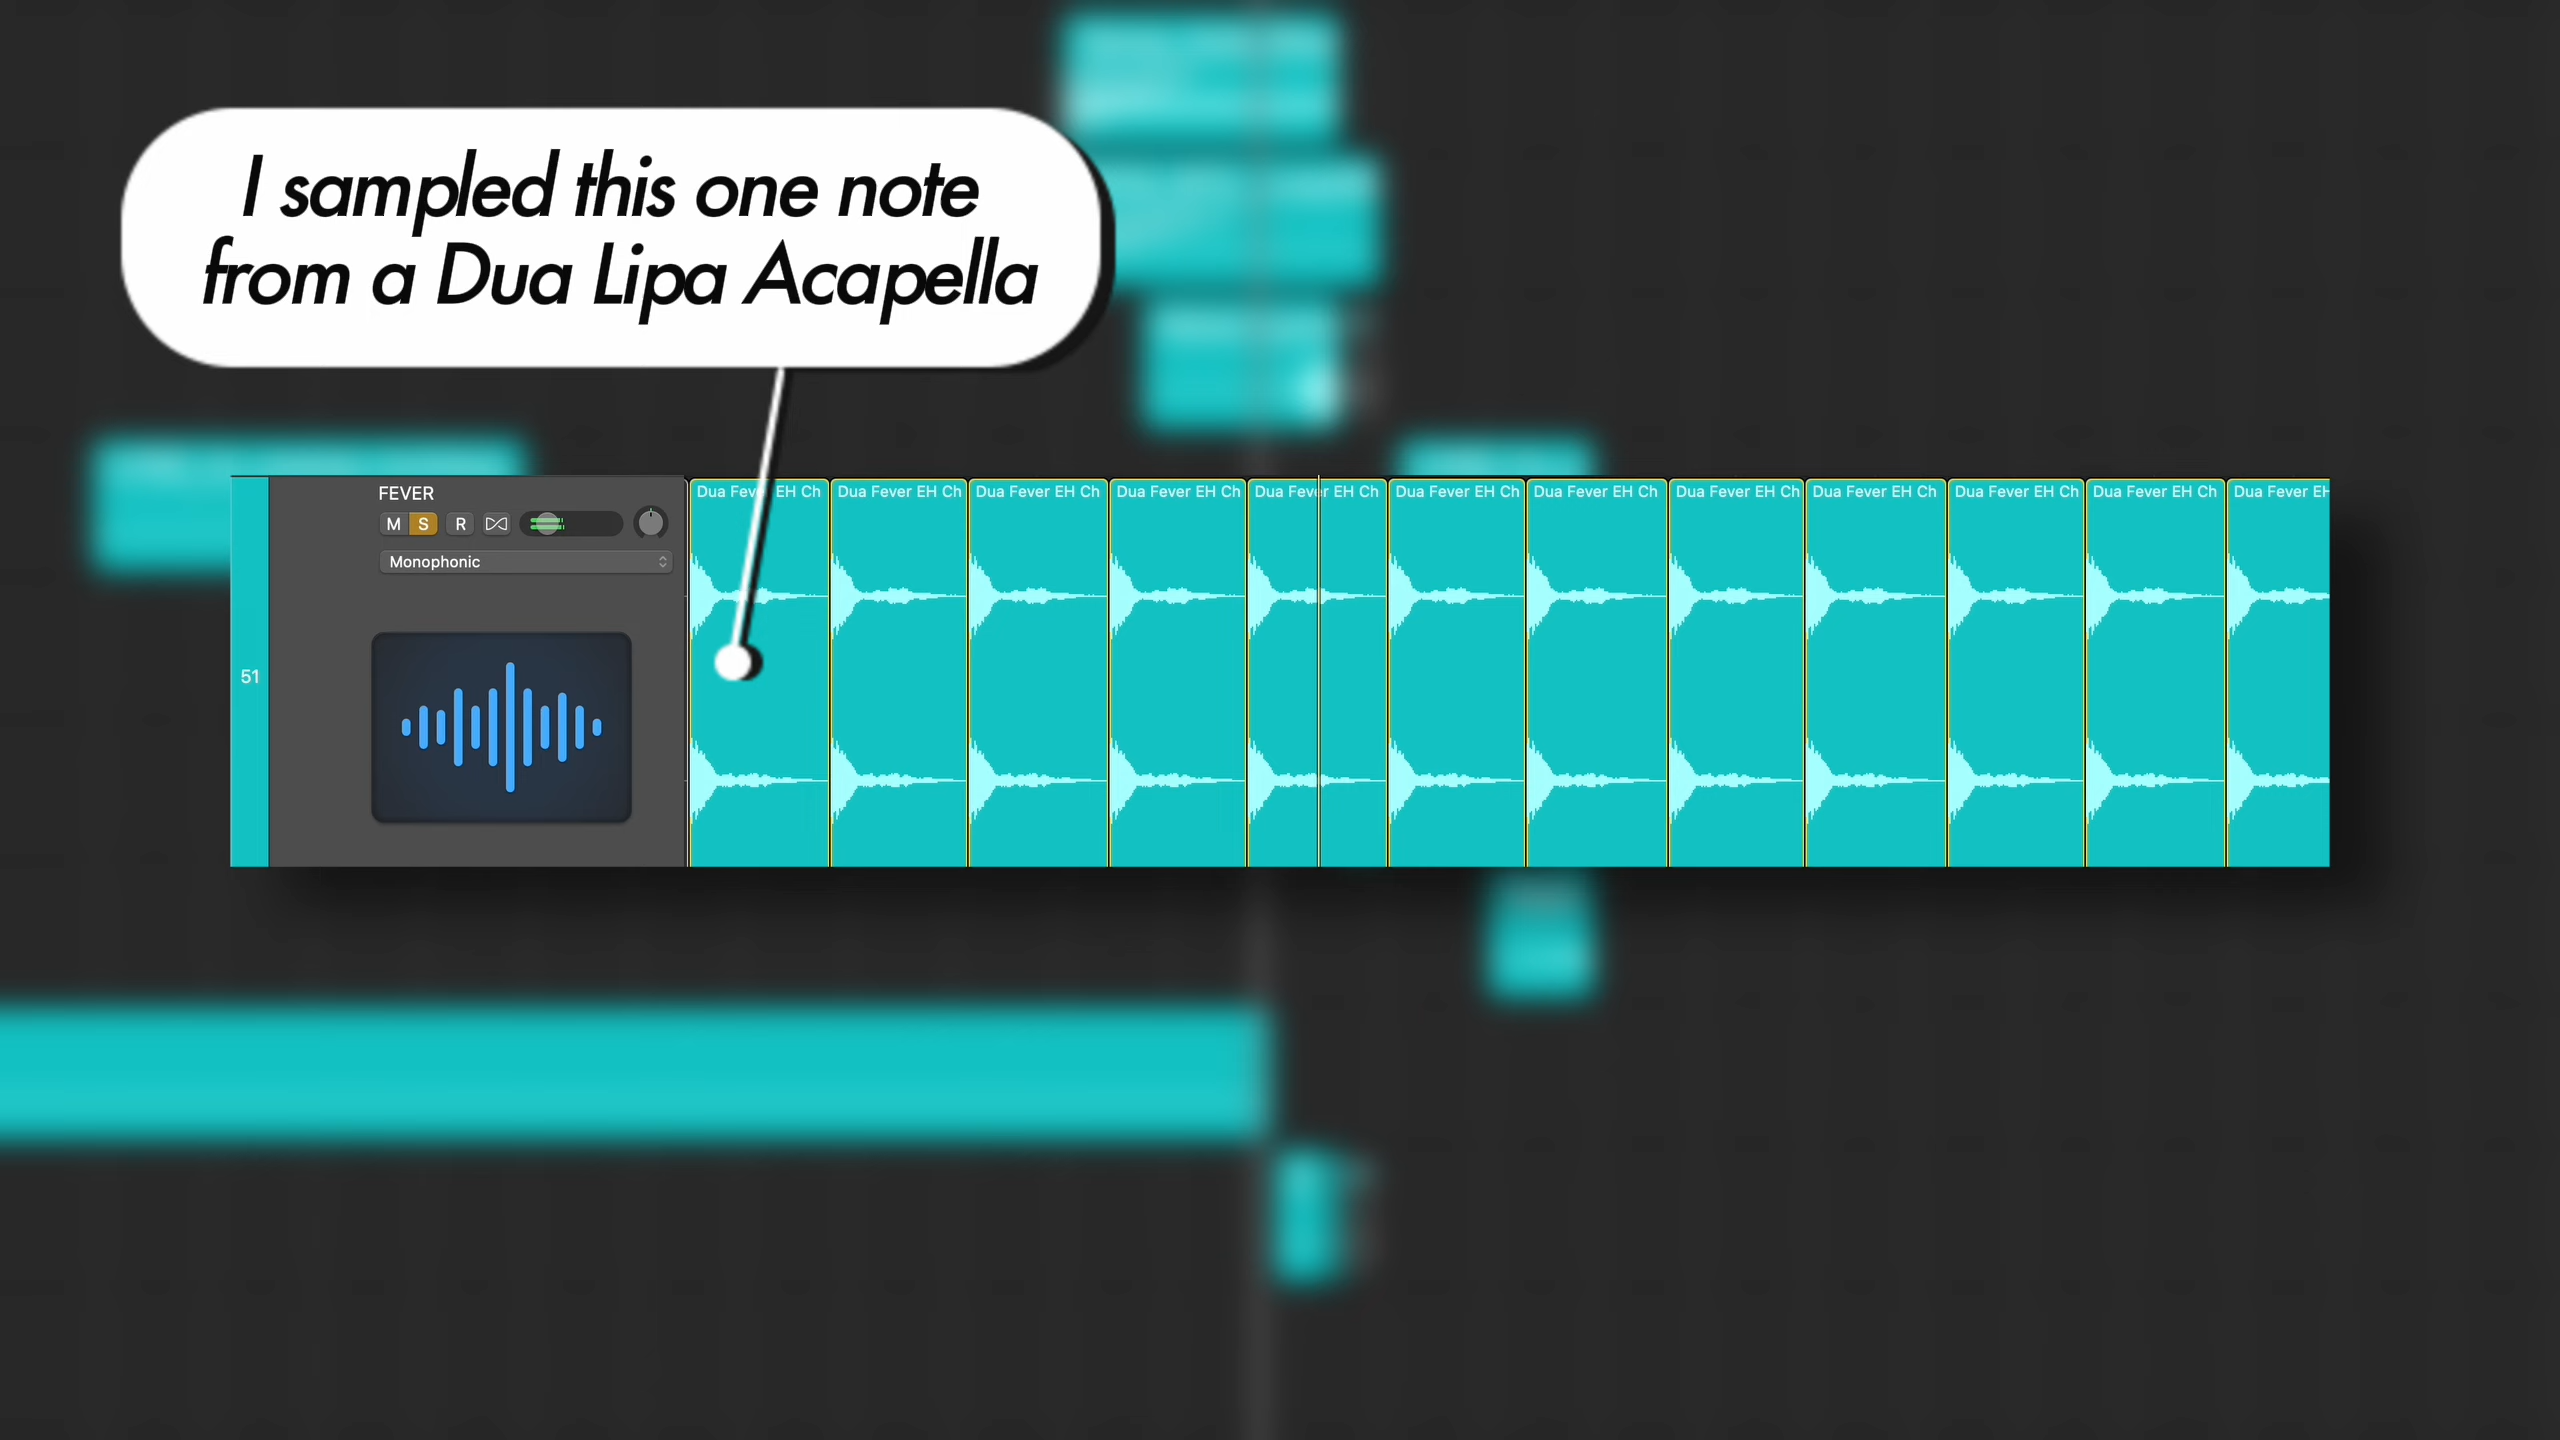 I sampled this one note
from a Dua Lipa Acapella
FEVER
Dua Fever EH Ch
Dua Fever EH Ch
Dua Fever EH Ch
Dua Fever EH Ch
Dua Fever EH Ch
Dua Fever EH Ch
Dua Fever EH Ch
Dua Fever EH Ch
Dua Fever EH Ch
Dua Fever EH Ch
Dua Fever EH Ch
Dua Fever EH
M S R
Monophonic
51